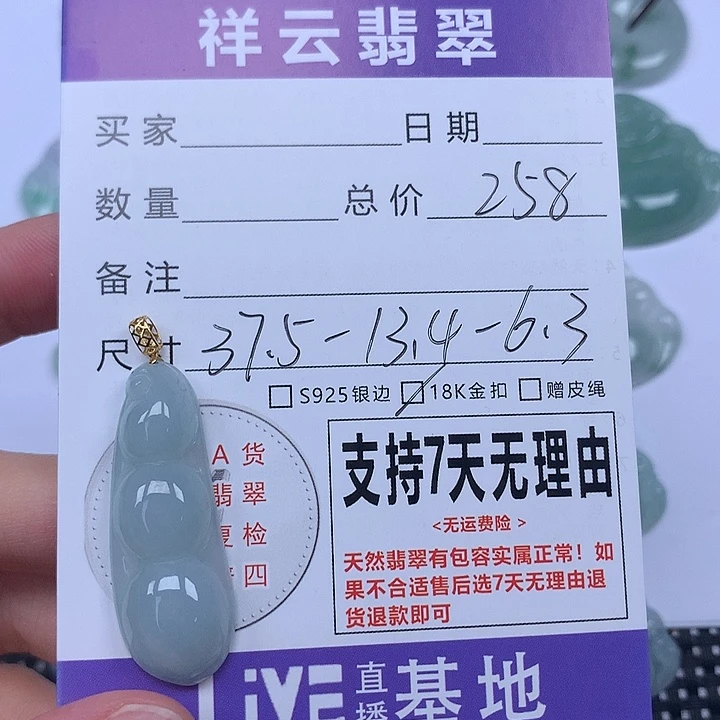 祥云翡翠
买家 日期
数量 总价 258
备注
尺寸 37.5-13.4-6.3
S925银边 18K金扣 赠皮绳
A货
翡翠
复检
四
支持7天无理由
<无运费险>
天然翡翠有包容实属正常！如
果不合适售后选7天无理由退
货退款即可
iVE直播基地